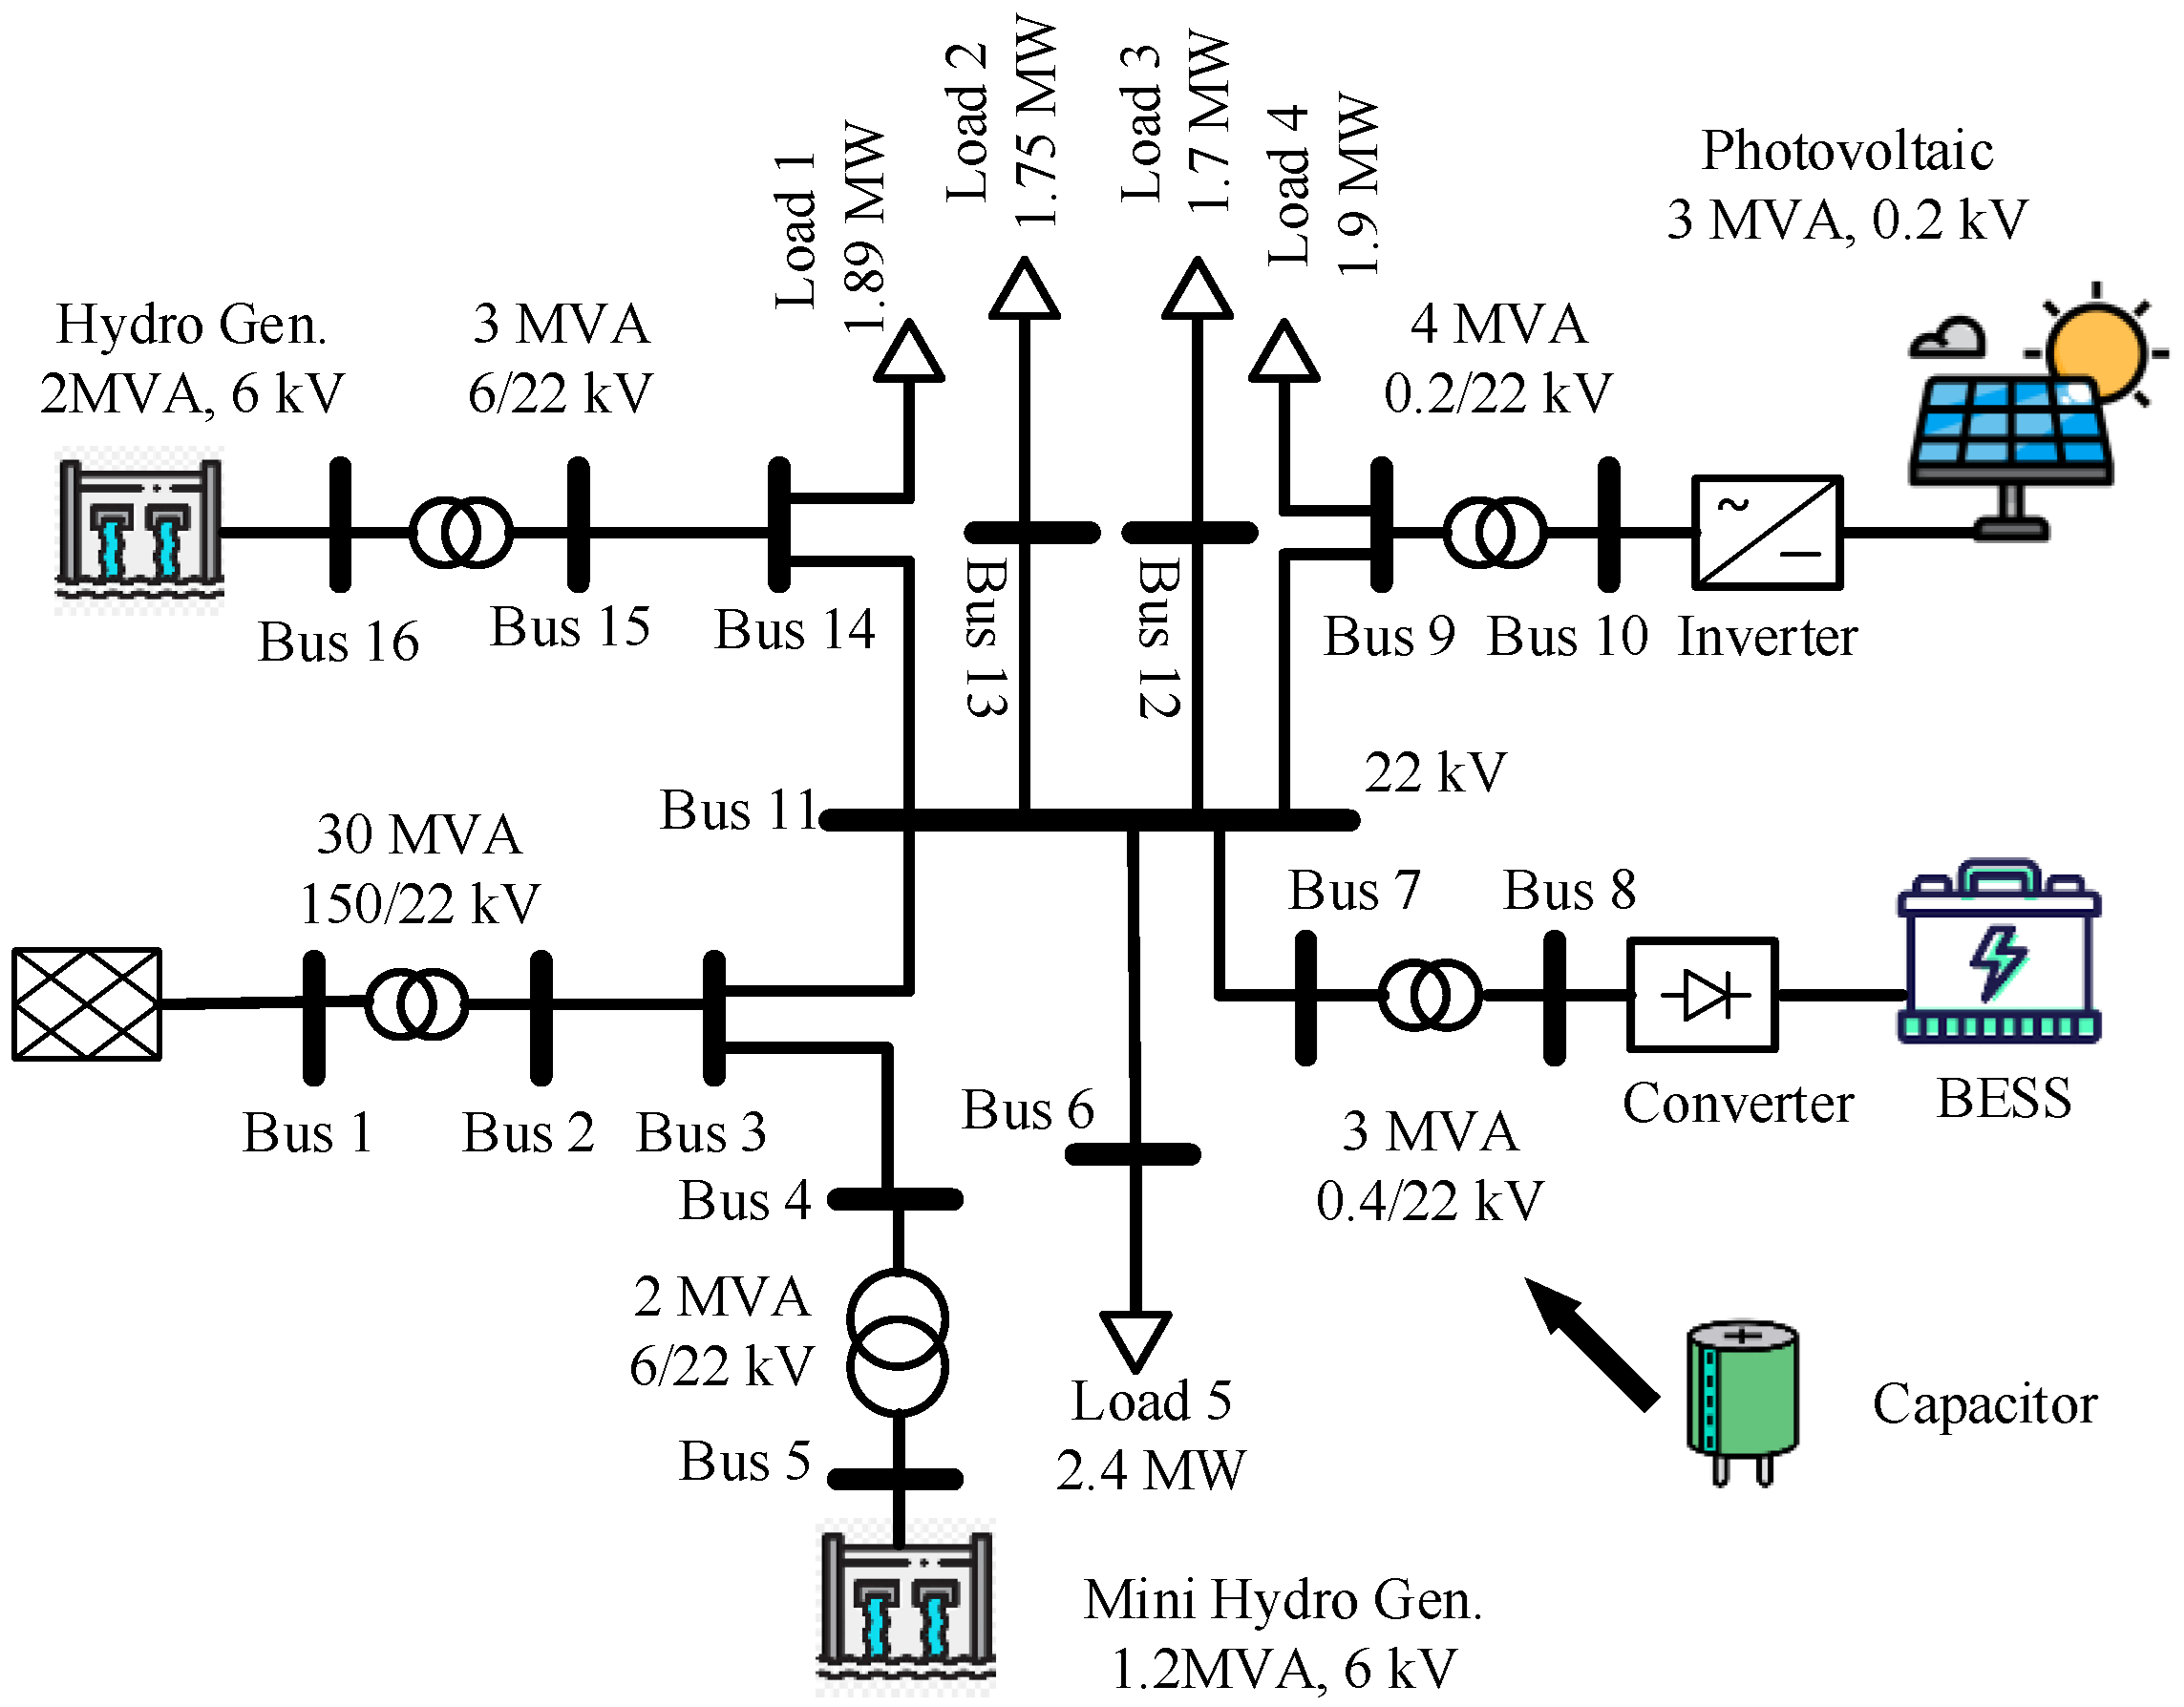 Load 1
1.89 MW
Load 2
1.75 MW
Load 3
1.7 MW
Load 4
1.9 MW
Photovoltaic
3 MVA, 0.2 kV
Hydro Gen.
2MVA, 6 kV
3 MVA
6/22 kV
4 MVA
0.2/22 kV
~
Bus 16
Bus 15
Bus 14
Bus 13
Bus 12
Bus 9
Bus 10
Inverter
Bus 11
22 kV
30 MVA
150/22 kV
Bus 7
Bus 8
Bus 1
Bus 2
Bus 3
Bus 6
3 MVA
0.4/22 kV
Converter
BESS
Bus 4
2 MVA
6/22 kV
Bus 5
Load 5
2.4 MW
Capacitor
Mini Hydro Gen.
1.2MVA, 6 kV